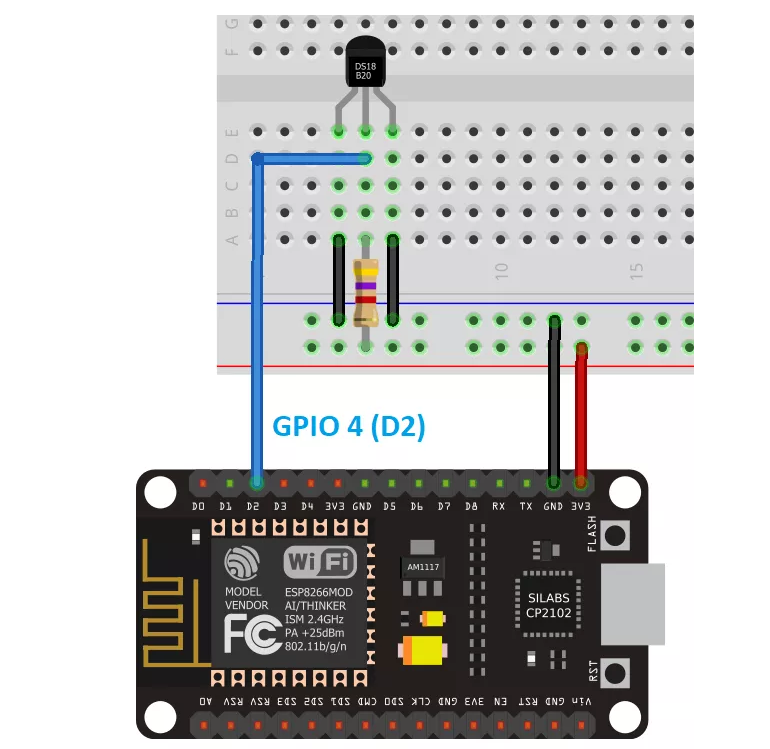 G
F
DS18
B20
E
D
C
B
A
10
15
GPIO 4 (D2)
D0 D1 D2 D3 D4 3V3 GND D5 D6 D7 D8 RX TX GND 3V3
FLASH
WiFi
MODEL
VENDOR
ESP8266MOD
AI/THINKER
ISM 2.4GHz
PA +25dBm
802.11b/g/n
FC
AM1117
SILABS
CP2102
RST
A0 RSV RSV SD3 SD2 SD1 CMD SD0 CLK GND 3V3 EN RST GND Vin